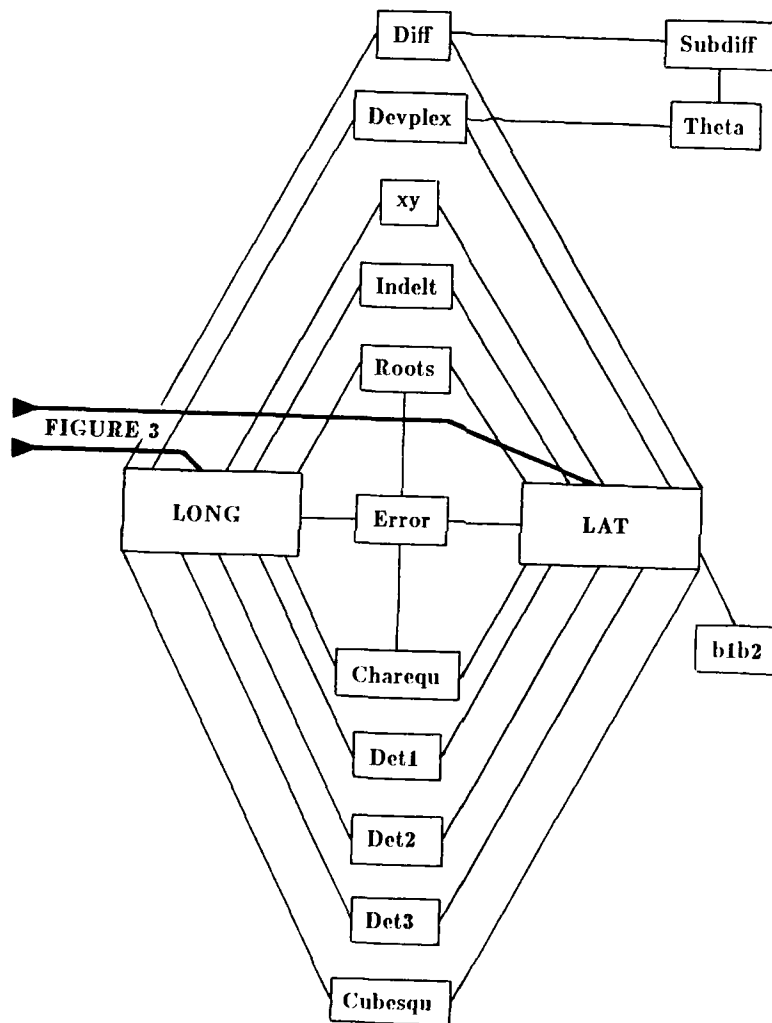 Diff
Subdiff
Devplex
Theta
xy
Indelt
Roots
FIGURE 3
LONG
Error
LAT
b1b2
Charequ
Det1
Det2
Det3
Cubesqu